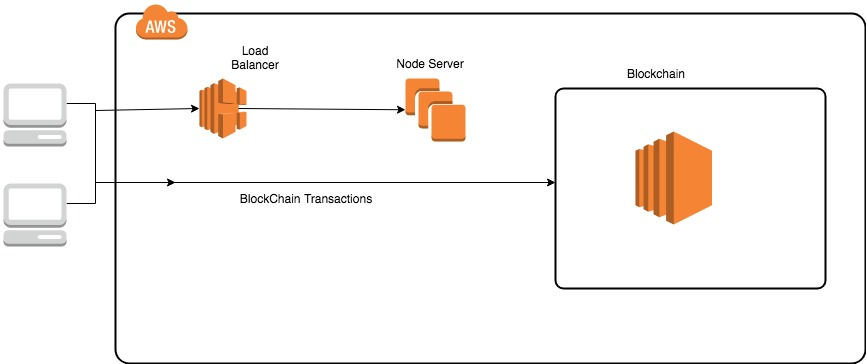 AWS
Load
Balancer
Node Server
Blockchain
BlockChain Transactions